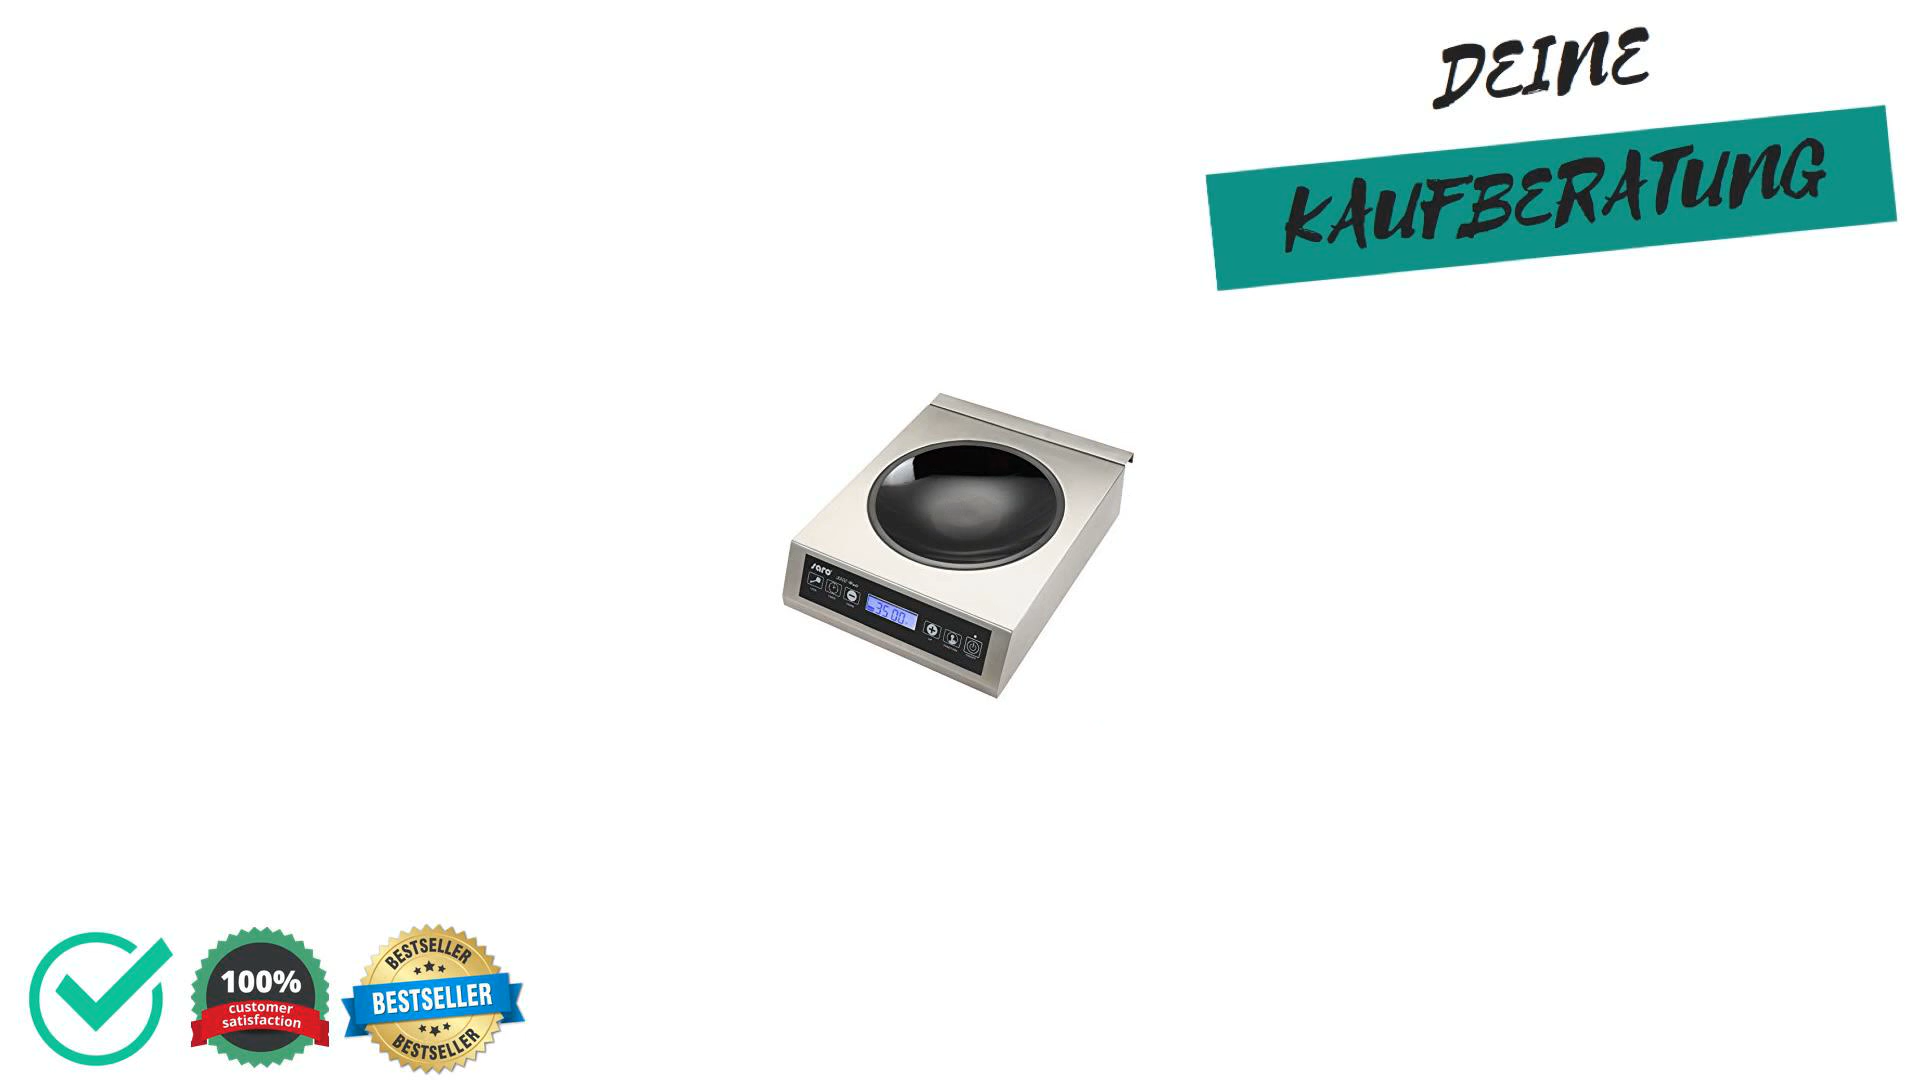 DEINE
KAUFBERATUNG
saro
3500
100%
customer
satisfaction
BESTSELLER
BESTSELLER
BESTSELLER